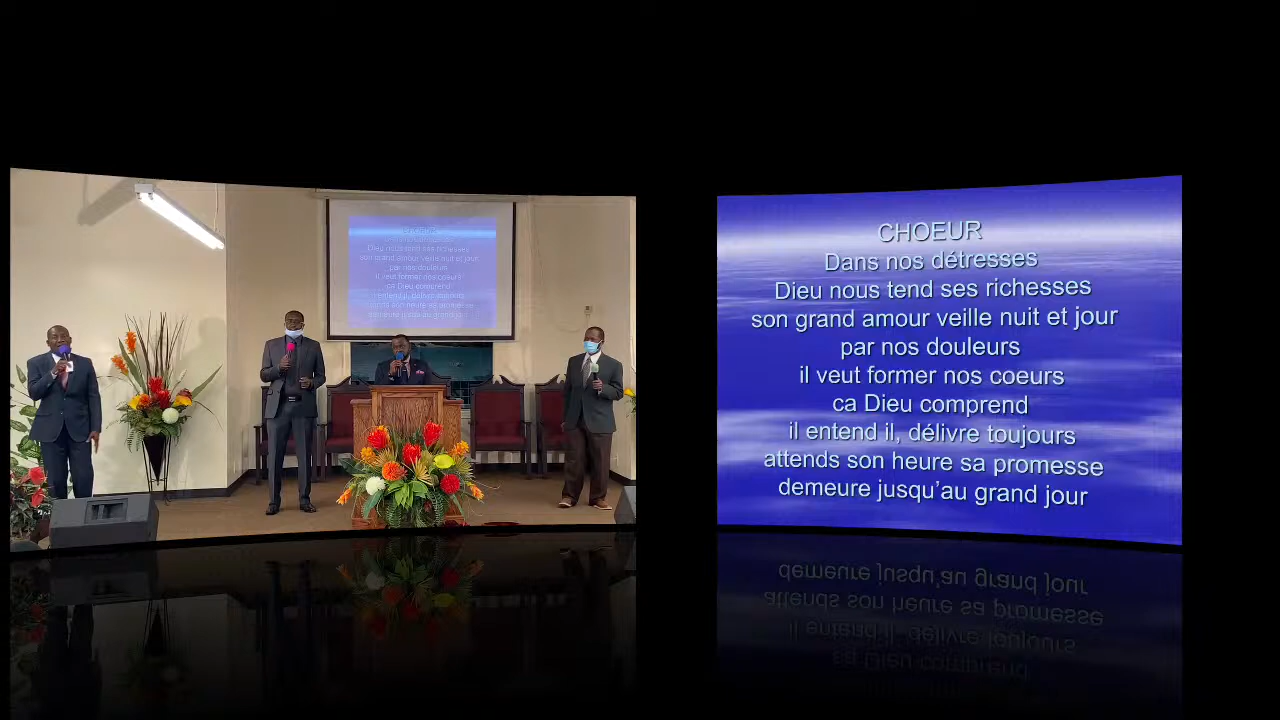 CHOEUR
Dans nos détresses
Dieu nous tend ses richesses
son grand amour veille nuit et jour
par nos douleurs
il veut former nos coeurs
ca Dieu comprend
il entend il, délivre toujours
attends son heure sa promesse
demeure jusqu'au grand jour